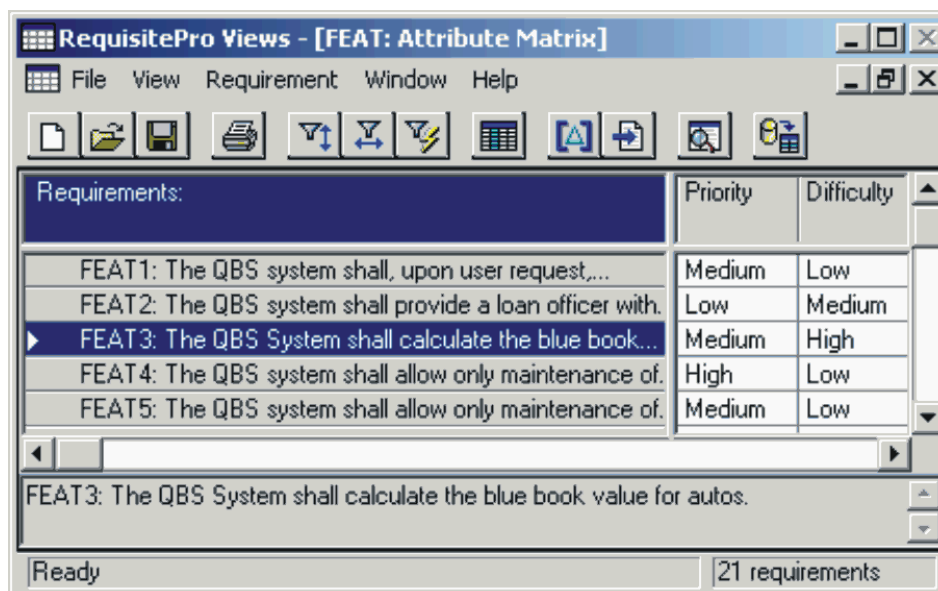 RequisitePro Views - [FEAT: Attribute Matrix]
File View Requirement Window Help
Requirements: Priority Difficulty
FEAT1: The QBS system shall, upon user request,... Medium Low
FEAT2: The QBS system shall provide a loan officer with. Low Medium
FEAT3: The QBS System shall calculate the blue book... Medium High
FEAT4: The QBS system shall allow only maintenance of. High Low
FEAT5: The QBS system shall allow only maintenance of. Medium Low
FEAT3: The QBS System shall calculate the blue book value for autos.
Ready 21 requirements